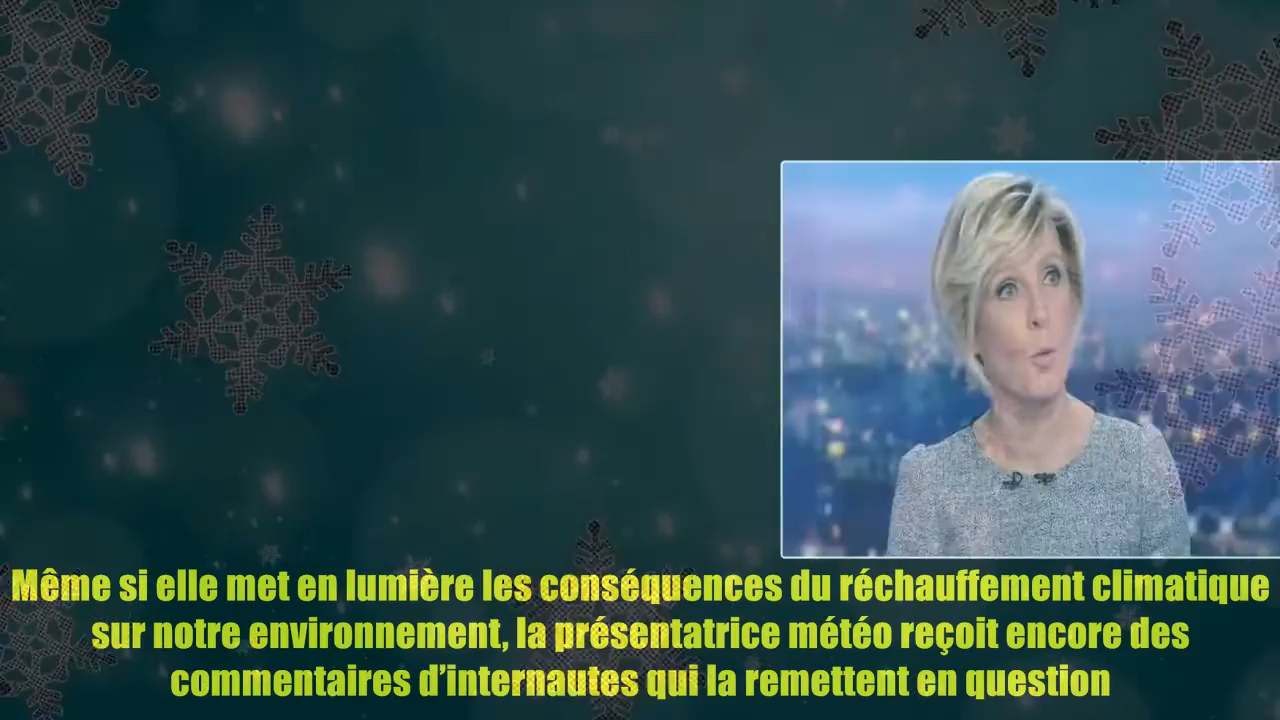 Même si elle met en lumière les conséquences du réchauffement climatique
sur notre environnement, la présentatrice météo reçoit encore des
commentaires d’internautes qui la remettent en question